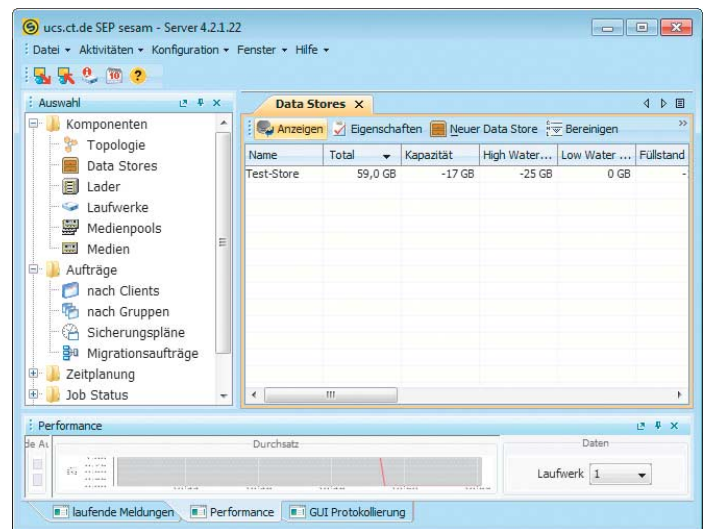 ucs.ct.de SEP sesam - Server 4.2.1.22
Datei Aktivitäten Konfiguration Fenster Hilfe
10 ?
Auswahl
Komponenten
Topologie
Data Stores
Lader
Laufwerke
Medienpools
Medien
Aufträge
nach Clients
nach Gruppen
Sicherungspläne
Migrationsaufträge
Zeitplanung
Job Status
Data Stores
Anzeigen Eigenschaften Neuer Data Store Bereinigen
Name Total Kapazität High Water... Low Water ... Füllstand
Test-Store 59,0 GB -17 GB -25 GB 0 GB
Performance
Durchsatz
Daten
Laufwerk 1
laufende Meldungen Performance GUI Protokollierung